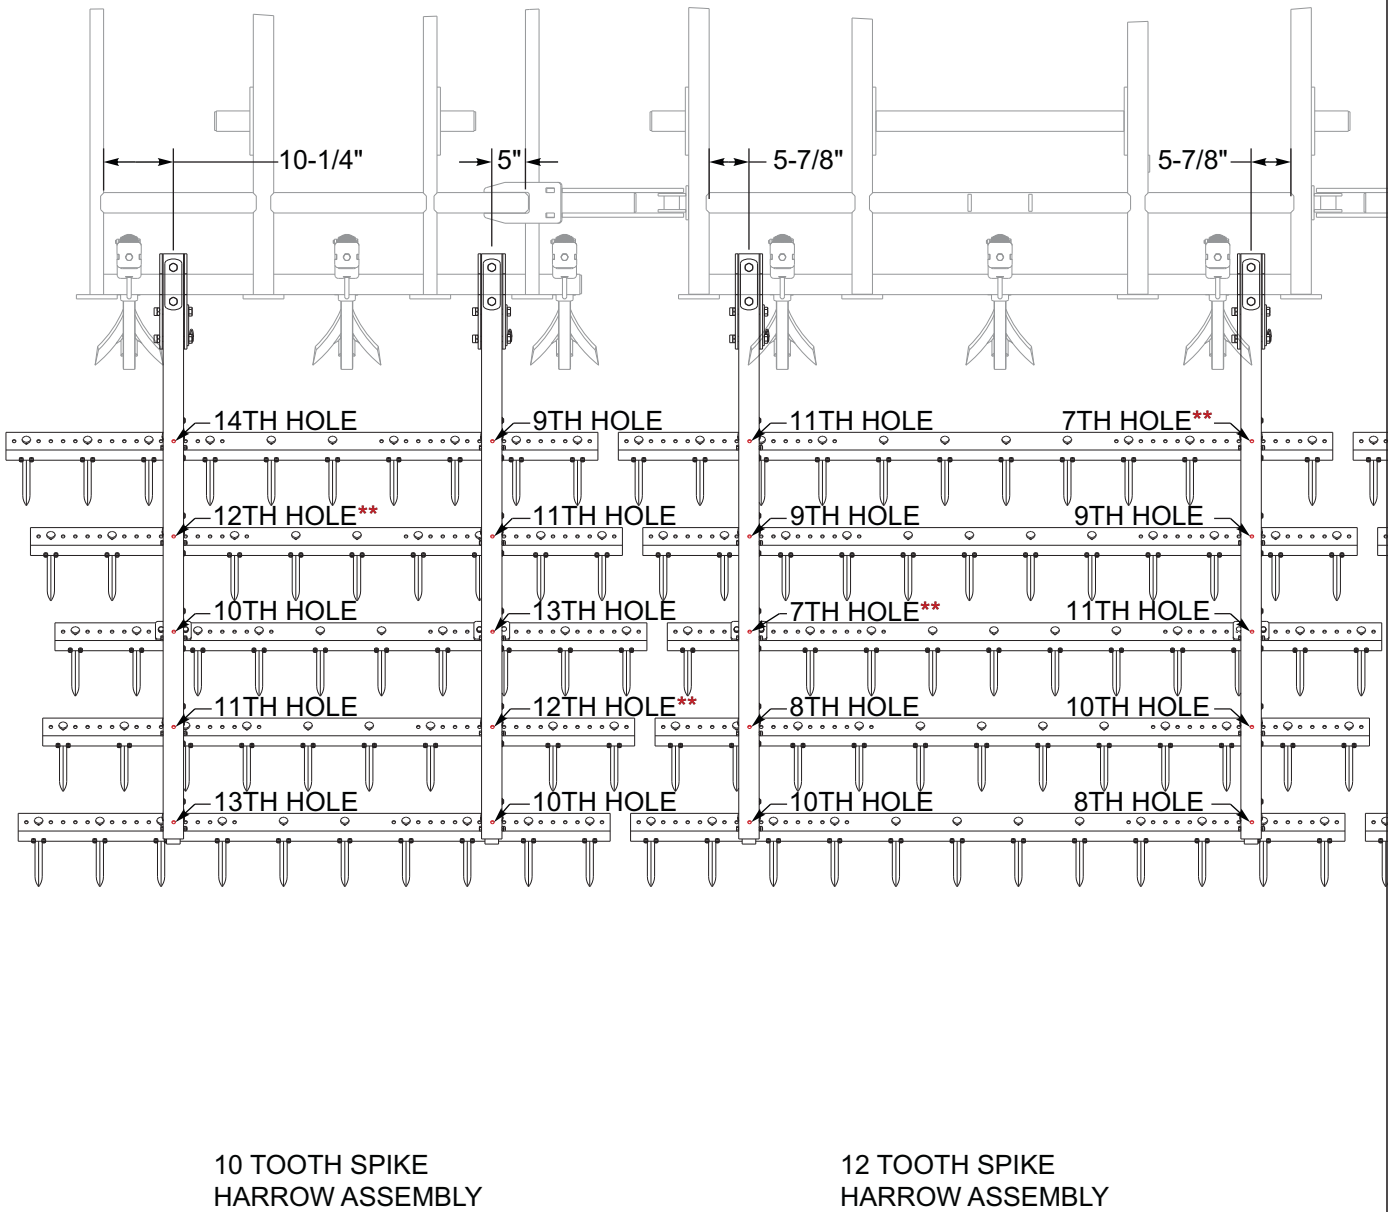 10-1/4" 5" 5-7/8" 5-7/8"
14TH HOLE 9TH HOLE 11TH HOLE 7TH HOLE**
12TH HOLE** 11TH HOLE 9TH HOLE 9TH HOLE
10TH HOLE 13TH HOLE 7TH HOLE** 11TH HOLE
11TH HOLE 12TH HOLE** 8TH HOLE 10TH HOLE
13TH HOLE 10TH HOLE 10TH HOLE 8TH HOLE
10 TOOTH SPIKE
HARROW ASSEMBLY
12 TOOTH SPIKE
HARROW ASSEMBLY